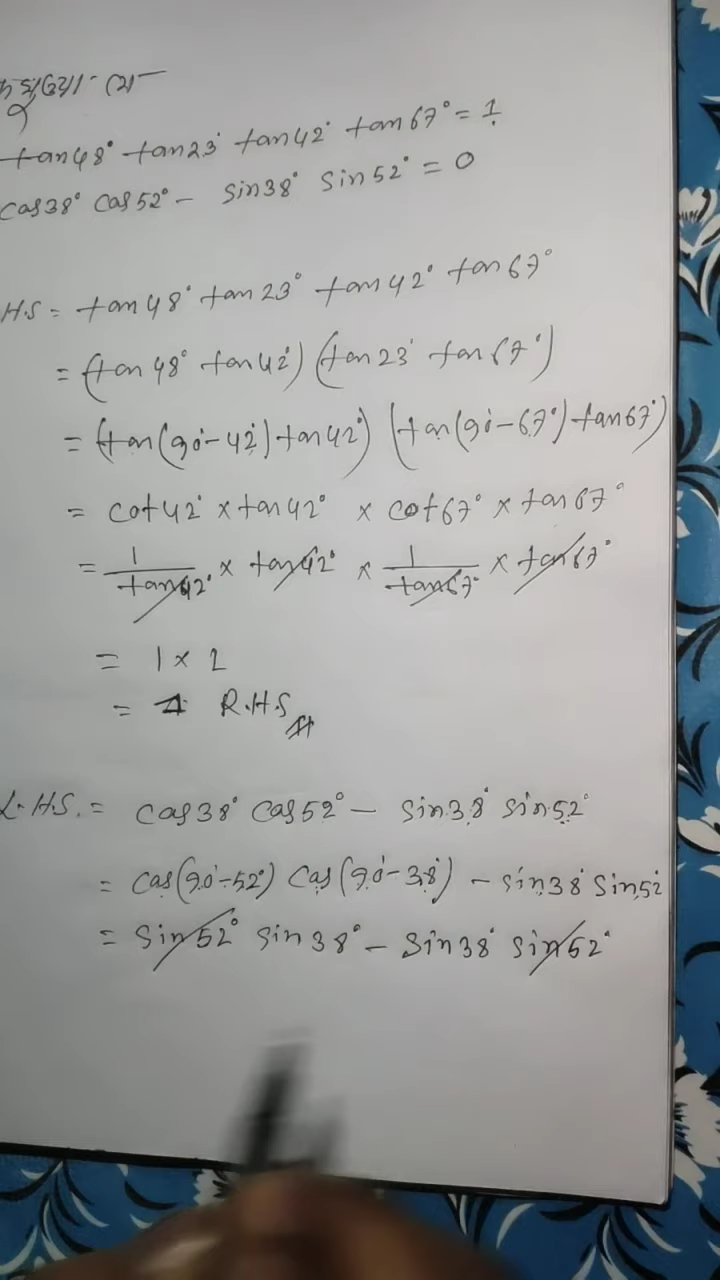 tan48° tan23° tan42° tan67° = 1
cos38° cos52° - sin38° sin52° = 0
H.S = tan48° tan23° tan42° tan67°
= (tan48° tan42°) (tan23° tan67°)
= (tan(90°-42°) tan42°) (tan(90°-67°) tan67°)
= cot42° × tan42° × cot67° × tan67°
= 1/tan42° × tan42° × 1/tan67° × tan67°
= 1 × 1
= 1 R.H.S
L.H.S. = cos38° cos52° - sin38° sin52°
= cos(90°-52°) cos(90°-38°) - sin38° sin52
= sin52° sin38° - sin38° sin52°